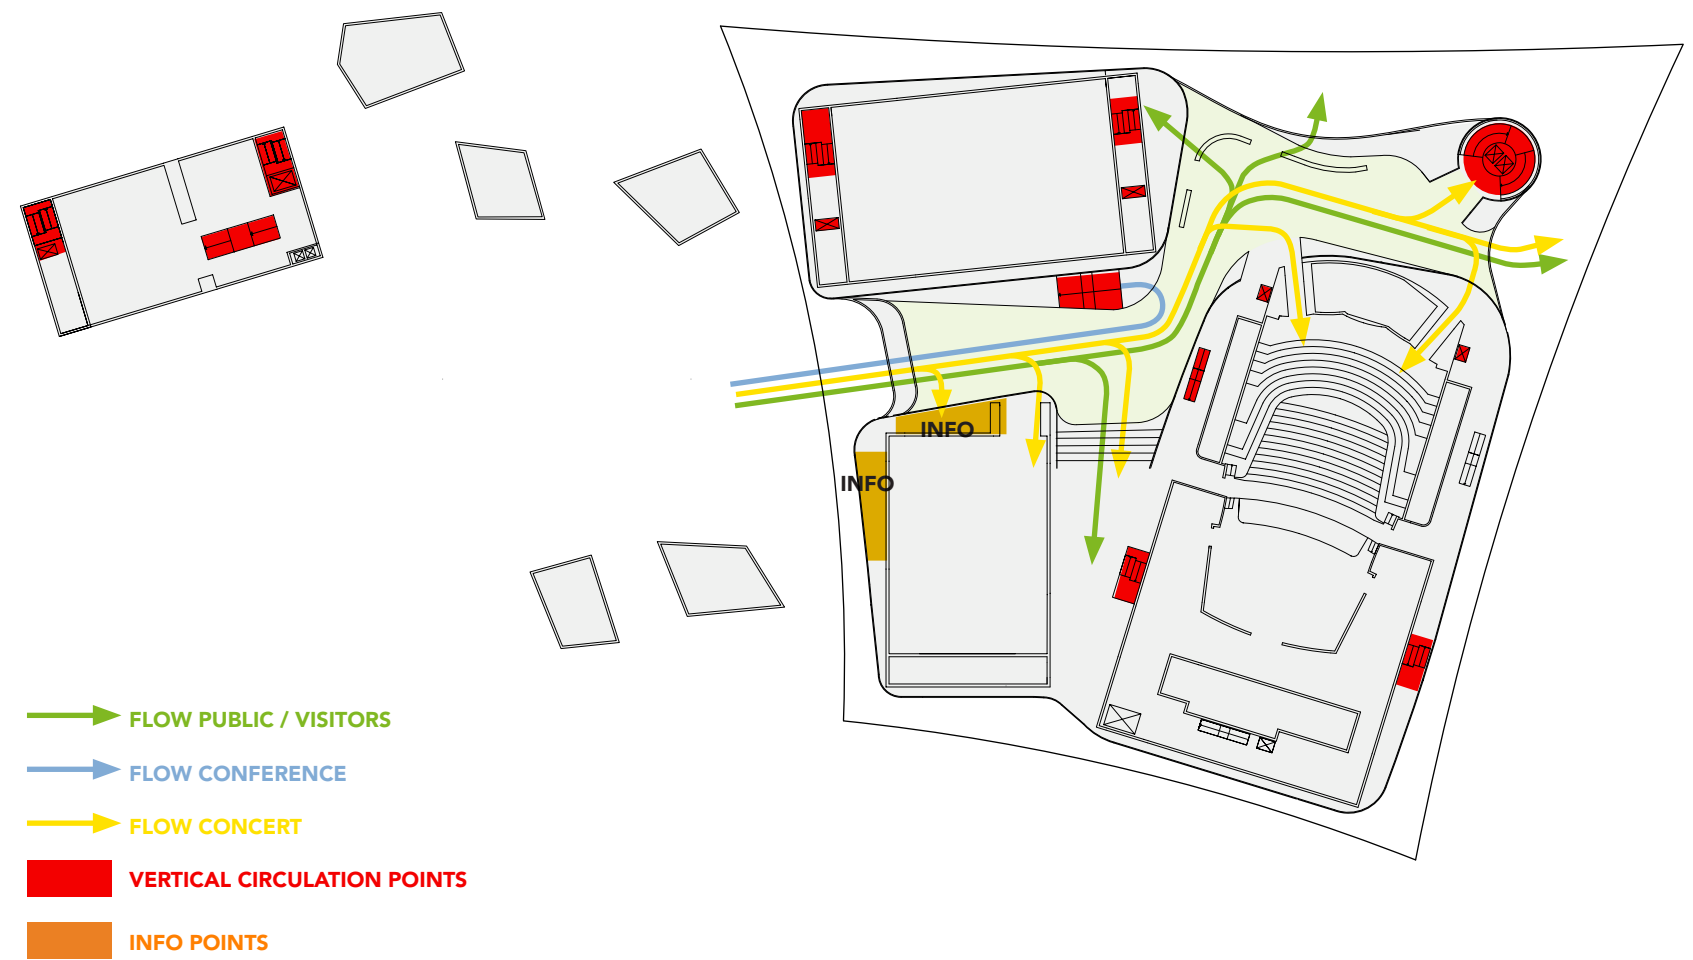 INFO
INFO
FLOW PUBLIC / VISITORS
FLOW CONFERENCE
FLOW CONCERT
VERTICAL CIRCULATION POINTS
INFO POINTS